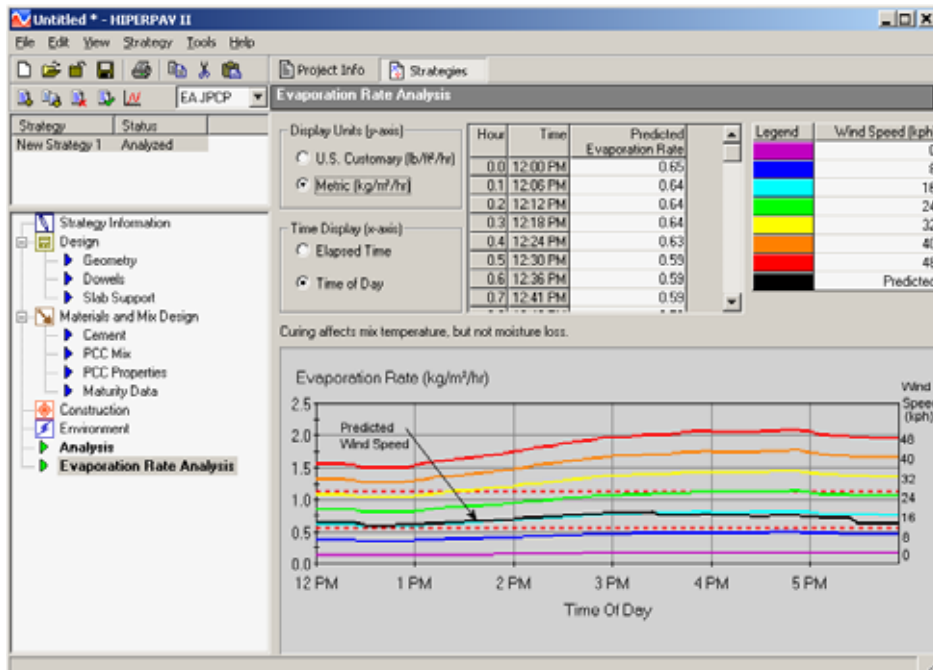 Untitled * - HIPERPAV II
File Edit View Strategy Tools Help
EA JPCP
Project Info Strategies
Evaporation Rate Analysis
Strategy Status
New Strategy 1 Analyzed
Strategy Information
Design
Geometry
Dowels
Slab Support
Materials and Mix Design
Cement
PCC Mix
PCC Properties
Maturity Data
Construction
Environment
Analysis
Evaporation Rate Analysis
Display Units (y-axis)
U.S. Customary (lb/ft²/hr)
Metric (kg/m²/hr)
Time Display (x-axis)
Elapsed Time
Time of Day
Hour Time Predicted Evaporation Rate
0.0 12:00 PM 0.65
0.1 12:06 PM 0.64
0.2 12:12 PM 0.64
0.3 12:18 PM 0.64
0.4 12:24 PM 0.63
0.5 12:30 PM 0.59
0.6 12:36 PM 0.59
0.7 12:41 PM 0.59
Legend Wind Speed (kph)
0
8
16
24
32
40
48
Predicted
Curing affects mix temperature, but not moisture loss.
Evaporation Rate (kg/m²/hr)
Wind
Speed
(kph)
2.5
2.0
1.5
1.0
0.5
0.0
Predicted
Wind Speed
48
40
32
24
16
8
0
12 PM 1 PM 2 PM 3 PM 4 PM 5 PM
Time Of Day